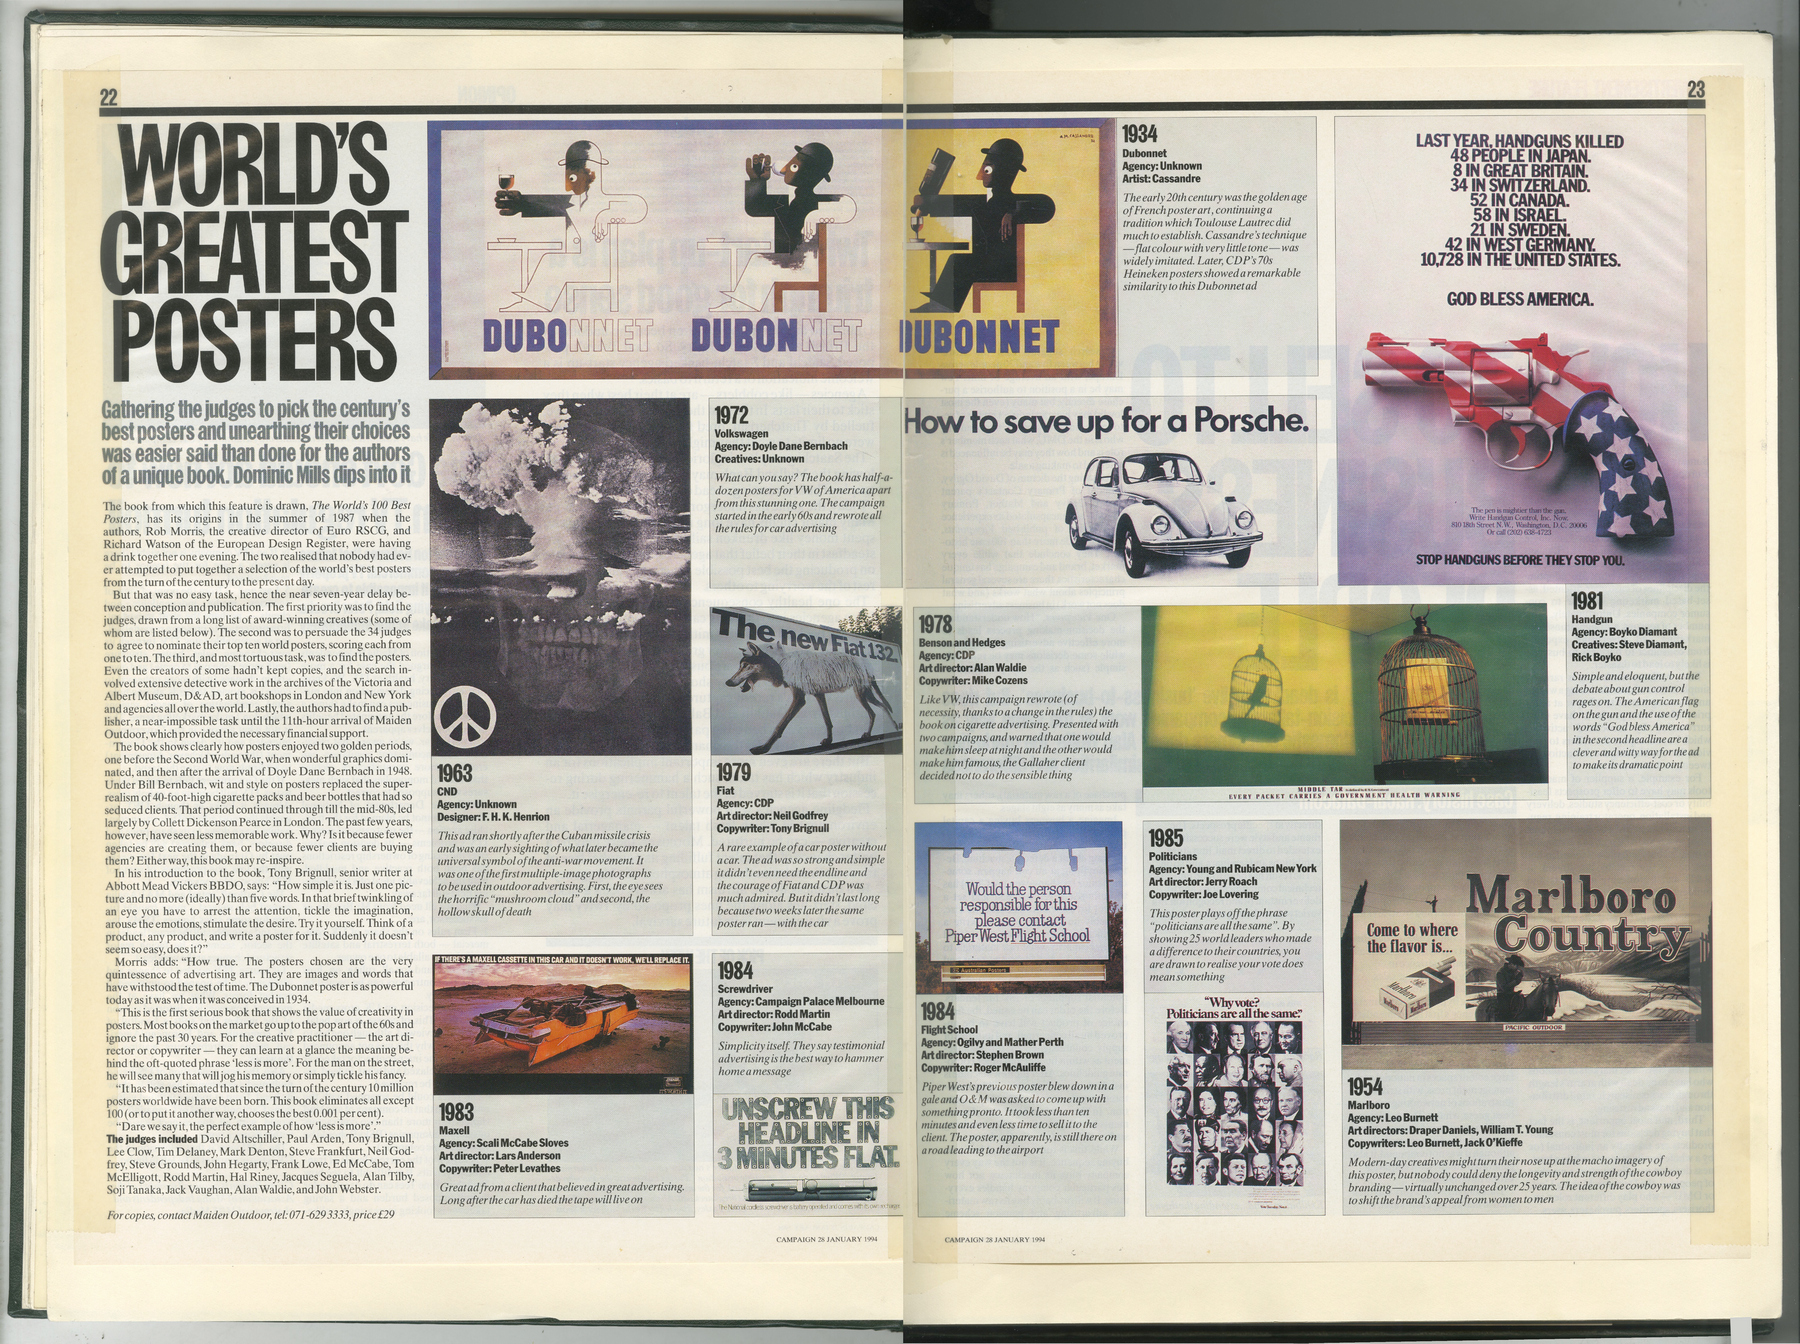 22
WORLD'S
GREATEST
POSTERS
Gathering the judges to pick the century's
best posters and unearthing their choices
was easier said than done for the authors
of a unique book. Dominic Mills dips into it
The book from which this feature is drawn, The World's 100 Best
Posters, has its origins in the summer of 1987 when the
authors, Rob Morris, the creative director of Euro RSCG, and
Richard Watson of the European Design Register, were having
a drink together one evening. The two realised that nobody had ev-
er attempted to put together a selection of the world's best posters
from the turn of the century to the present day.
But that was no easy task, hence the near seven-year delay be-
tween conception and publication. The first priority was to find the
judges, drawn from a long list of award-winning creatives (some of
whom are listed below). The second was to persuade the 34 judges
to agree to nominate their top ten world posters, scoring each from
one to ten. The third, and most tortuous task, was to find the posters.
Even the creators of some hadn't kept copies, and the search in-
volved extensive detective work in the archives of the Victoria and
Albert Museum, D&AD, art bookshops in London and New York
and agencies all over the world. Lastly, the authors had to find a pub-
lisher, a near-impossible task until the 11th-hour arrival of Maiden
Outdoor, which provided the necessary financial support.
The book shows clearly how posters enjoyed two golden periods,
one before the Second World War, when wonderful graphics domi-
nated, and then after the arrival of Doyle Dane Bernbach in 1948.
Under Bill Bernbach, wit and style on posters replaced the super-
realism of 40-foot-high cigarette packs and beer bottles that had so
seduced clients. That period continued through till the mid-80s, led
largely by Collett Dickenson Pearce in London. The past few years,
however, have seen less memorable work. Why? Is it because fewer
agencies are creating them, or because fewer clients are buying
them? Either way, this book may re-inspire.
In his introduction to the book, Tony Brignull, senior writer at
Abbott Mead Vickers BBDO, says: "How simple it is. Just one pic-
ture and no more (ideally) than five words. In that brief twinkling of
an eye you have to arrest the attention, tickle the imagination,
arouse the emotions, stimulate the desire. Try it yourself. Think of a
product, any product, and write a poster for it. Suddenly it doesn't
seem so easy, does it?"
Morris adds: "How true. The posters chosen are the very
quintessence of advertising art. They are images and words that
have withstood the test of time. The Dubonnet poster is as powerful
today as it was when it was conceived in 1934.
"This is the first serious book that shows the value of creativity in
posters. Most books on the market go up to the pop art of the 60s and
ignore the past 30 years. For the creative practitioner — the art di-
rector or copywriter — they can learn at a glance the meaning be-
hind the oft-quoted phrase 'less is more'. For the man on the street,
he will see many that will jog his memory or simply tickle his fancy.
"It has been estimated that since the turn of the century 10 million
posters worldwide have been born. This book eliminates all except
100 (or to put it another way, chooses the best 0.001 per cent).
"Dare we say it, the perfect example of how 'less is more'."
The judges included David Altschiller, Paul Arden, Tony Brignull,
Lee Clow, Tim Delaney, Mark Denton, Steve Frankfurt, Neil God-
frey, Steve Grounds, John Hegarty, Frank Lowe, Ed McCabe, Tom
McElligott, Rodd Martin, Hal Riney, Jacques Seguela, Alan Tilby,
Soji Tanaka, Jack Vaughan, Alan Waldie, and John Webster.
For copies, contact Maiden Outdoor, tel: 071-629 3333, price £29
DUBONNET
DUBONNET
DUBONNET
1963
CND
Agency: Unknown
Designer: F. H. K. Henrion
This ad ran shortly after the Cuban missile crisis
and was an early sighting of what later became the
universal symbol of the anti-war movement. It
was one of the first multiple-image photographs
to be used in outdoor advertising. First, the eye sees
the horrific "mushroom cloud" and second, the
hollow skull of death
IF THERE'S A MAXELL CASSETTE IN THIS CAR AND IT DOESN'T WORK, WE'LL REPLACE IT.
1983
Maxell
Agency: Scali McCabe Sloves
Art director: Lars Anderson
Copywriter: Peter Levathes
Great ad from a client that believed in great advertising.
Long after the car has died the tape will live on
1972
Volkswagen
Agency: Doyle Dane Bernbach
Creatives: Unknown
What can you say? The book has half-a-
dozen posters for VW of America apart
from this stunning one. The campaign
started in the early 60s and rewrote all
the rules for car advertising
The new Fiat 132.
1979
Fiat
Agency: CDP
Art director: Neil Godfrey
Copywriter: Tony Brignull
A rare example of a car poster without
a car. The ad was so strong and simple
it didn't even need the endline and
the courage of Fiat and CDP was
much admired. But it didn't last long
because two weeks later the same
poster ran — with the car
1984
Screwdriver
Agency: Campaign Palace Melbourne
Art director: Rodd Martin
Copywriter: John McCabe
Simplicity itself. They say testimonial
advertising is the best way to hammer
home a message
UNSCREW THIS
HEADLINE IN
3 MINUTES FLAT.
The National cordless screwdriver is battery operated and comes with its own recharger
CAMPAIGN 28 JANUARY 1994
23
A.M. CASSANDRE
1934
Dubonnet
Agency: Unknown
Artist: Cassandre
The early 20th century was the golden age
of French poster art, continuing a
tradition which Toulouse Lautrec did
much to establish. Cassandre's technique
— flat colour with very little tone — was
widely imitated. Later, CDP's 70s
Heineken posters showed a remarkable
similarity to this Dubonnet ad
How to save up for a Porsche.
LAST YEAR, HANDGUNS KILLED
48 PEOPLE IN JAPAN.
8 IN GREAT BRITAIN.
34 IN SWITZERLAND.
52 IN CANADA.
58 IN ISRAEL.
21 IN SWEDEN.
42 IN WEST GERMANY.
10,728 IN THE UNITED STATES.
GOD BLESS AMERICA.
The pen is mightier than the gun.
Write Handgun Control, Inc. Now.
810 18th Street N.W., Washington, D.C. 20006
Or call (202) 638-4723
STOP HANDGUNS BEFORE THEY STOP YOU.
1978
Benson and Hedges
Agency: CDP
Art director: Alan Waldie
Copywriter: Mike Cozens
Like VW, this campaign rewrote (of
necessity, thanks to a change in the rules) the
book on cigarette advertising. Presented with
two campaigns, and warned that one would
make him sleep at night and the other would
make him famous, the Gallaher client
decided not to do the sensible thing
MIDDLE TAR
EVERY PACKET CARRIES A GOVERNMENT HEALTH WARNING
1981
Handgun
Agency: Boyko Diamant
Creatives: Steve Diamant,
Rick Boyko
Simple and eloquent, but the
debate about gun control
rages on. The American flag
on the gun and the use of the
words "God bless America"
in the second headline are a
clever and witty way for the ad
to make its dramatic point
Would the person
responsible for this
please contact
Piper West Flight School
Australian Posters
1984
Flight School
Agency: Ogilvy and Mather Perth
Art director: Stephen Brown
Copywriter: Roger McAuliffe
Piper West's previous poster blew down in a
gale and O&M was asked to come up with
something pronto. It took less than ten
minutes and even less time to sell it to the
client. The poster, apparently, is still there on
a road leading to the airport
1985
Politicians
Agency: Young and Rubicam New York
Art director: Jerry Roach
Copywriter: Joe Lovering
This poster plays off the phrase
"politicians are all the same". By
showing 25 world leaders who made
a difference to their countries, you
are drawn to realise your vote does
mean something
"Why vote?
Politicians are all the same."
Marlboro
Country
Come to where
the flavor is...
Marlboro
PACIFIC OUTDOOR
1954
Marlboro
Agency: Leo Burnett
Art directors: Draper Daniels, William T. Young
Copywriters: Leo Burnett, Jack O'Kieffe
Modern-day creatives might turn their nose up at the macho imagery of
this poster, but nobody could deny the longevity and strength of the cowboy
branding — virtually unchanged over 25 years. The idea of the cowboy was
to shift the brand's appeal from women to men
CAMPAIGN 28 JANUARY 1994